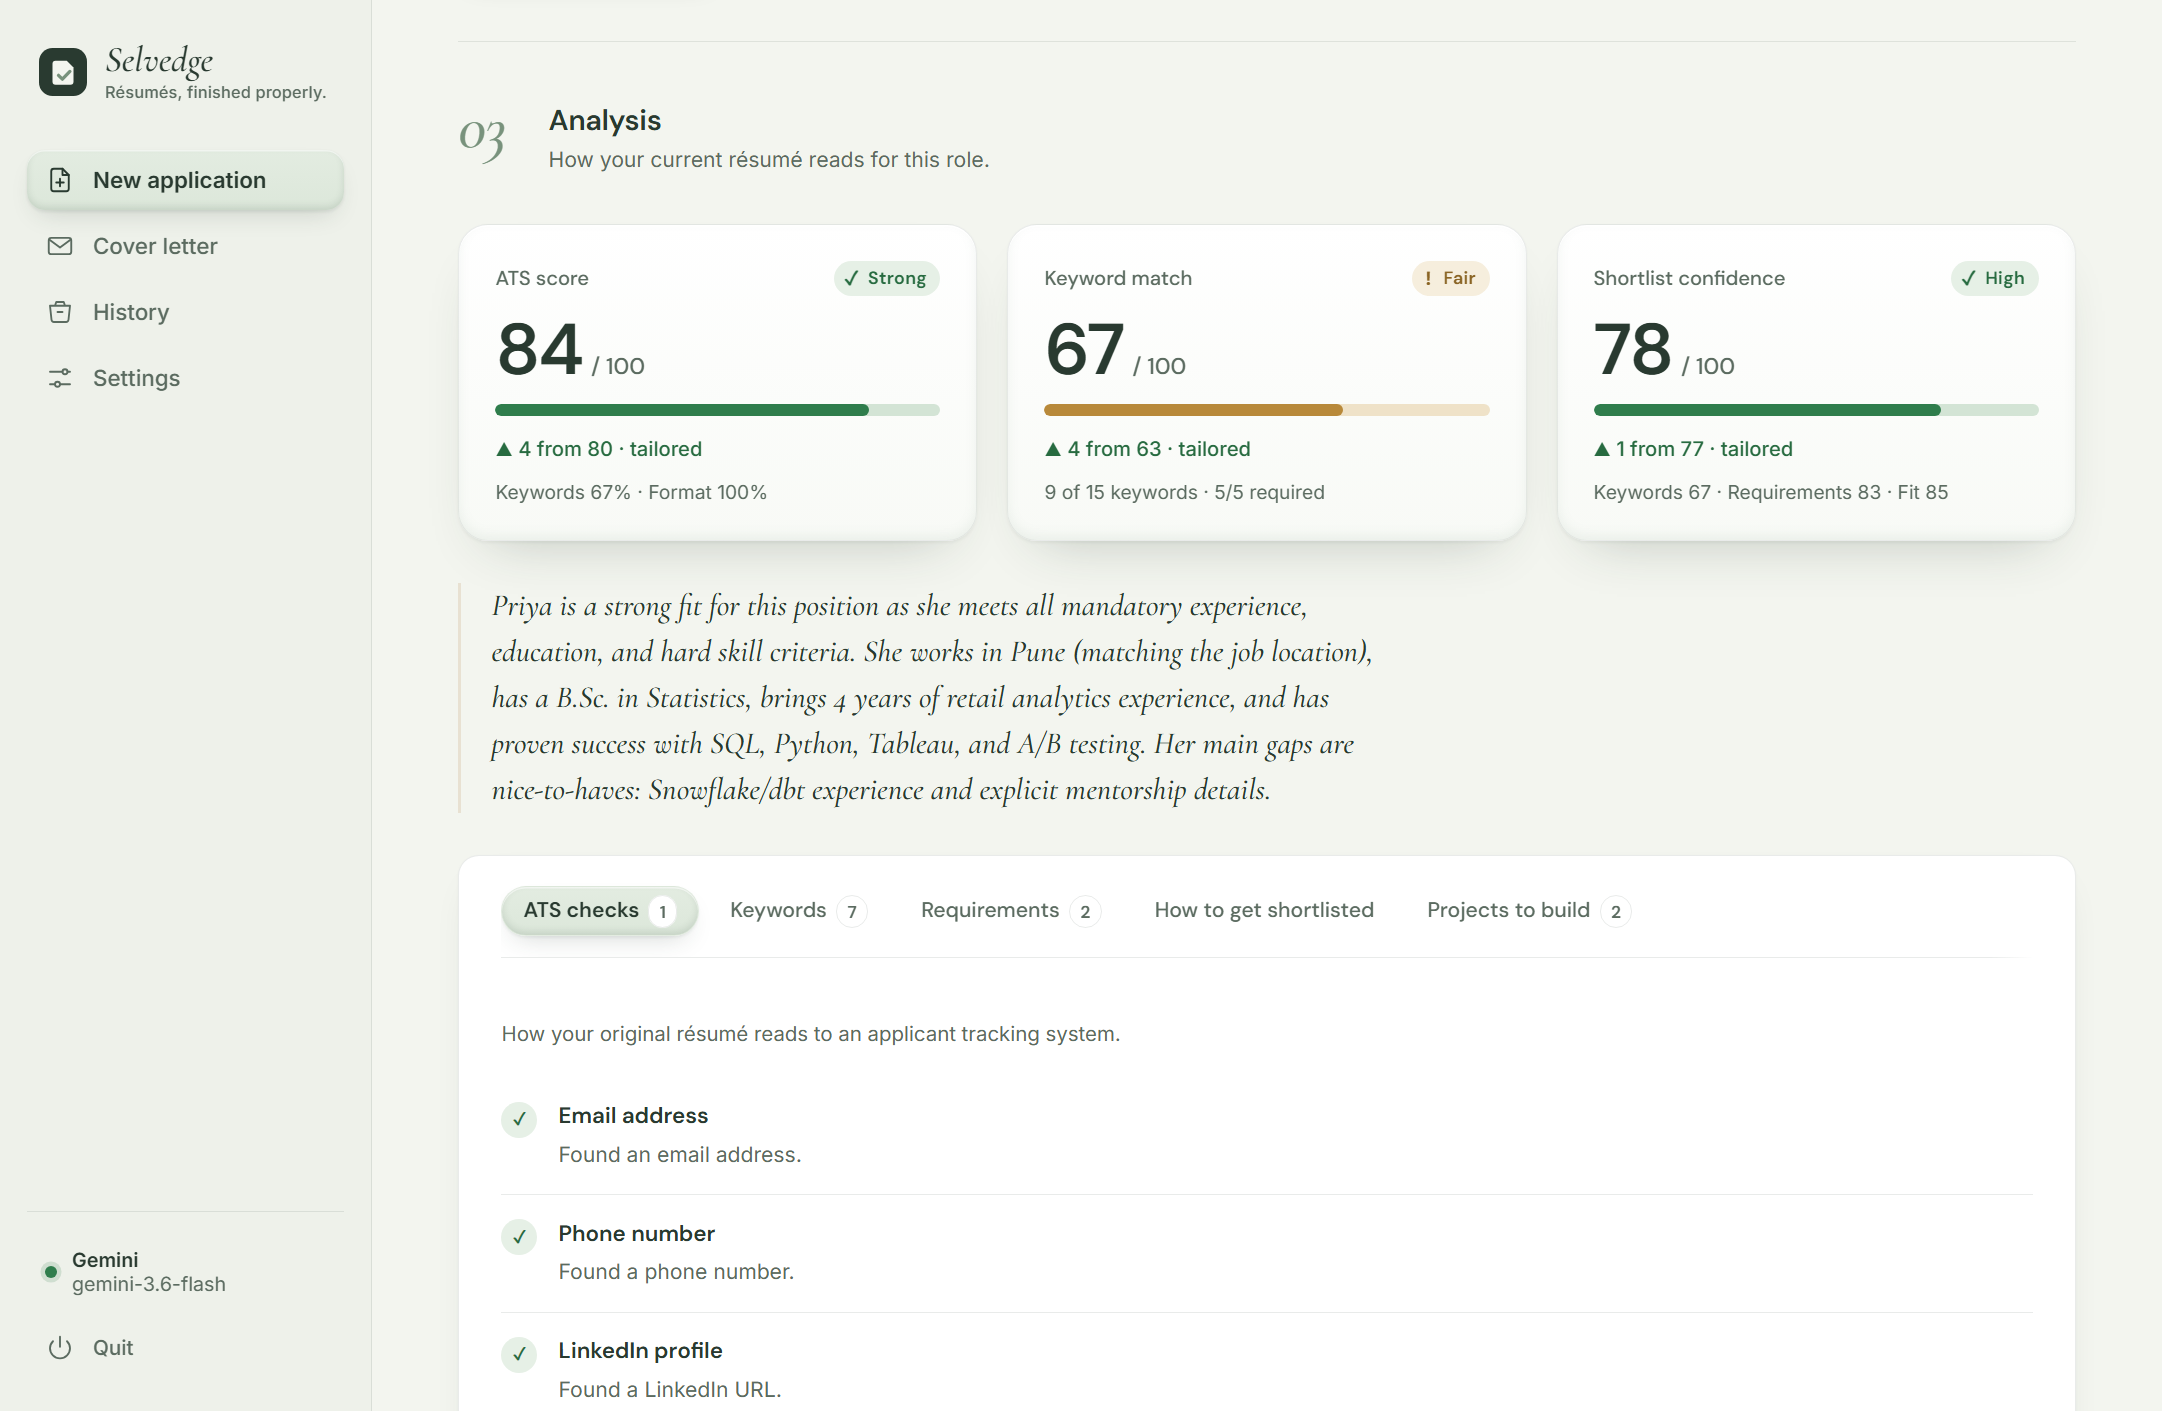 Selvedge
Résumés, finished properly.
New application
Cover letter
History
Settings
Gemini
gemini-3.6-flash
Quit
03
Analysis
How your current résumé reads for this role.
ATS score
✓ Strong
84 / 100
▲ 4 from 80 · tailored
Keywords 67% · Format 100%
Keyword match
! Fair
67 / 100
▲ 4 from 63 · tailored
9 of 15 keywords · 5/5 required
Shortlist confidence
✓ High
78 / 100
▲ 1 from 77 · tailored
Keywords 67 · Requirements 83 · Fit 85
Priya is a strong fit for this position as she meets all mandatory experience,
education, and hard skill criteria. She works in Pune (matching the job location),
has a B.Sc. in Statistics, brings 4 years of retail analytics experience, and has
proven success with SQL, Python, Tableau, and A/B testing. Her main gaps are
nice-to-haves: Snowflake/dbt experience and explicit mentorship details.
ATS checks 1 Keywords 7 Requirements 2 How to get shortlisted Projects to build 2
How your original résumé reads to an applicant tracking system.
Email address
Found an email address.
Phone number
Found a phone number.
LinkedIn profile
Found a LinkedIn URL.